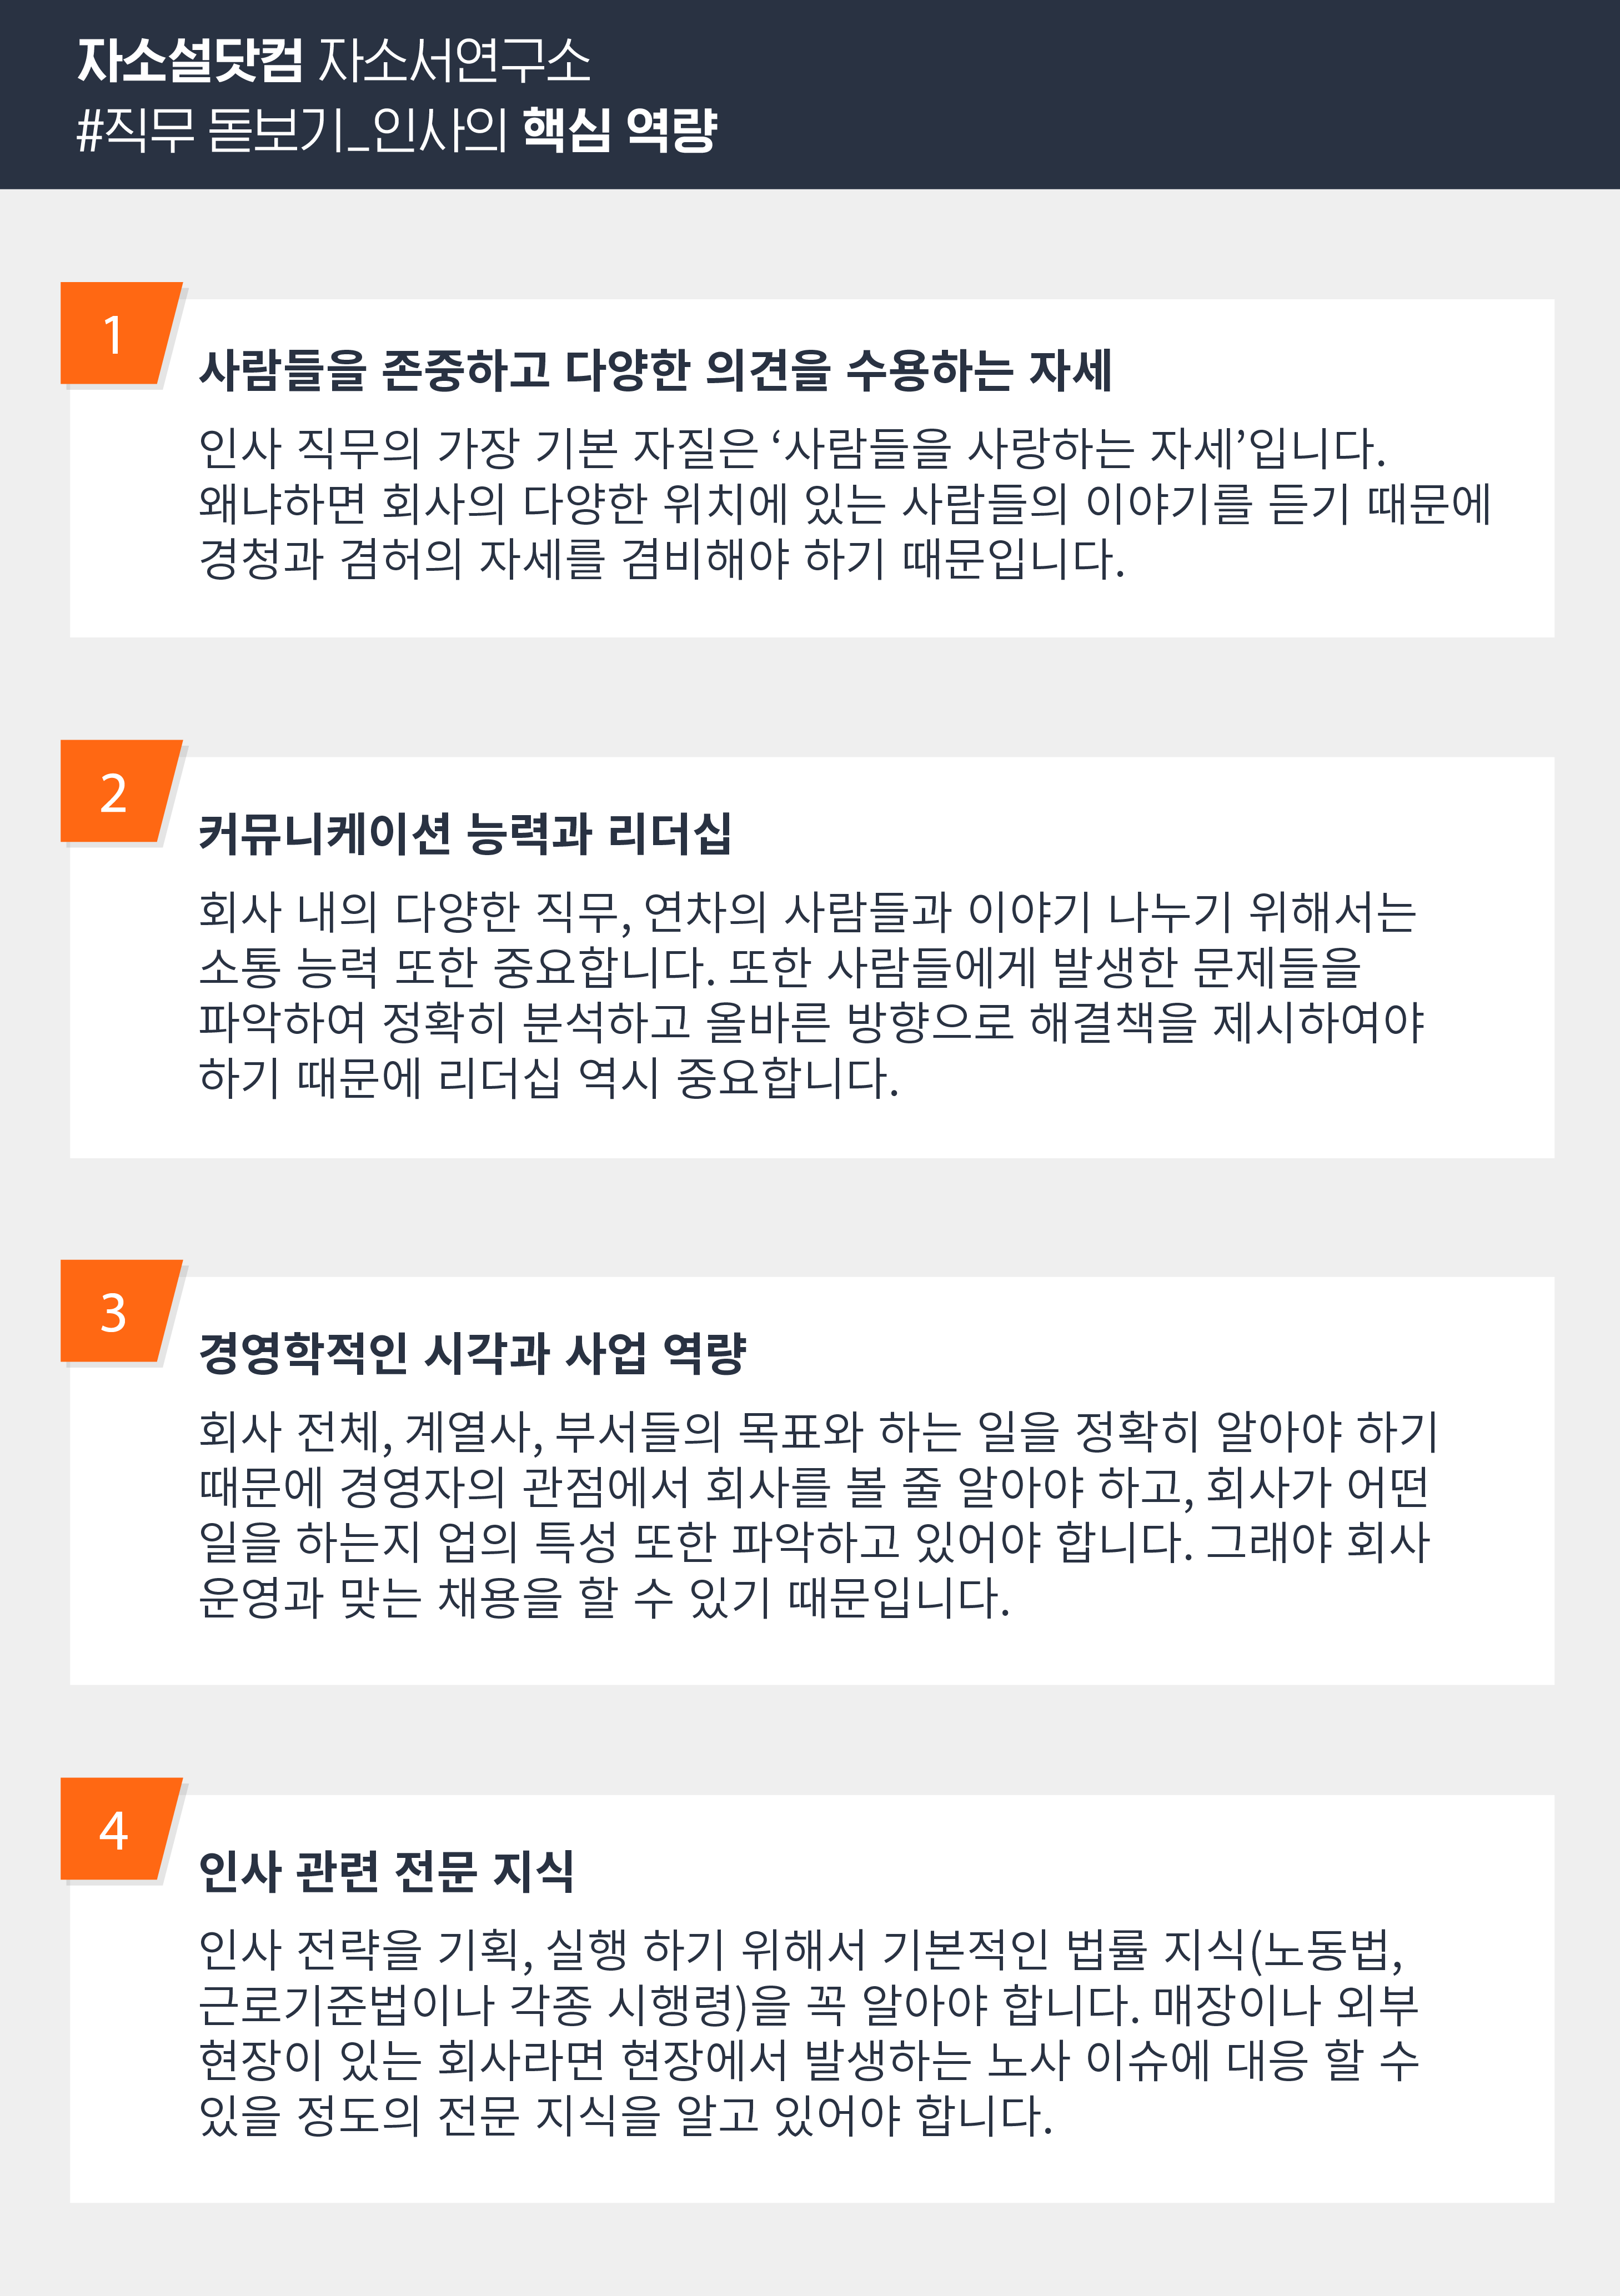 자소설닷컴 자소서연구소
#직무 돋보기_인사의 핵심 역량
1
사람들을 존중하고 다양한 의견을 수용하는 자세
인사 직무의 가장 기본 자질은 ‘사람들을 사랑하는 자세’입니다.
왜냐하면 회사의 다양한 위치에 있는 사람들의 이야기를 듣기 때문에
경청과 겸허의 자세를 겸비해야 하기 때문입니다.
2
커뮤니케이션 능력과 리더십
회사 내의 다양한 직무, 연차의 사람들과 이야기 나누기 위해서는
소통 능력 또한 중요합니다. 또한 사람들에게 발생한 문제들을
파악하여 정확히 분석하고 올바른 방향으로 해결책을 제시하여야
하기 때문에 리더십 역시 중요합니다.
3
경영학적인 시각과 사업 역량
회사 전체, 계열사, 부서들의 목표와 하는 일을 정확히 알아야 하기
때문에 경영자의 관점에서 회사를 볼 줄 알아야 하고, 회사가 어떤
일을 하는지 업의 특성 또한 파악하고 있어야 합니다. 그래야 회사
운영과 맞는 채용을 할 수 있기 때문입니다.
4
인사 관련 전문 지식
인사 전략을 기획, 실행 하기 위해서 기본적인 법률 지식(노동법,
근로기준법이나 각종 시행령)을 꼭 알아야 합니다. 매장이나 외부
현장이 있는 회사라면 현장에서 발생하는 노사 이슈에 대응 할 수
있을 정도의 전문 지식을 알고 있어야 합니다.